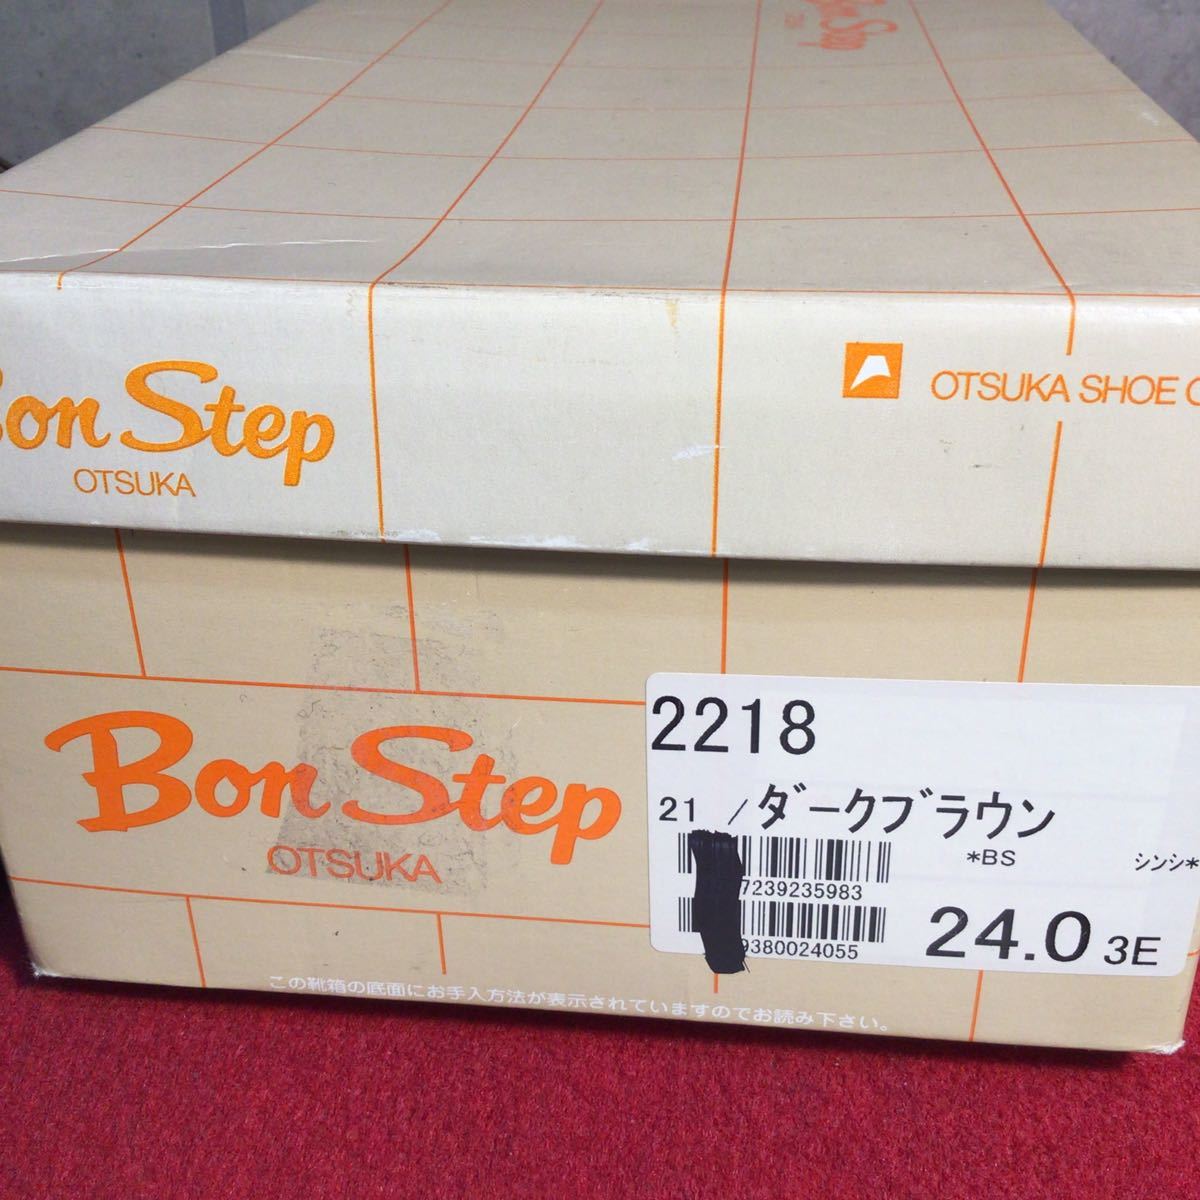 Bon Step
on Step
OTSUKA
OTSUKA SHOE
Bon Step
OTSUKA
2218
21 /ダークブラウン
*BS シンシ*
7239235983
9380024055
24.0 3E
この靴箱の底面にお手入方法が表示されていますのでお読み下さい。